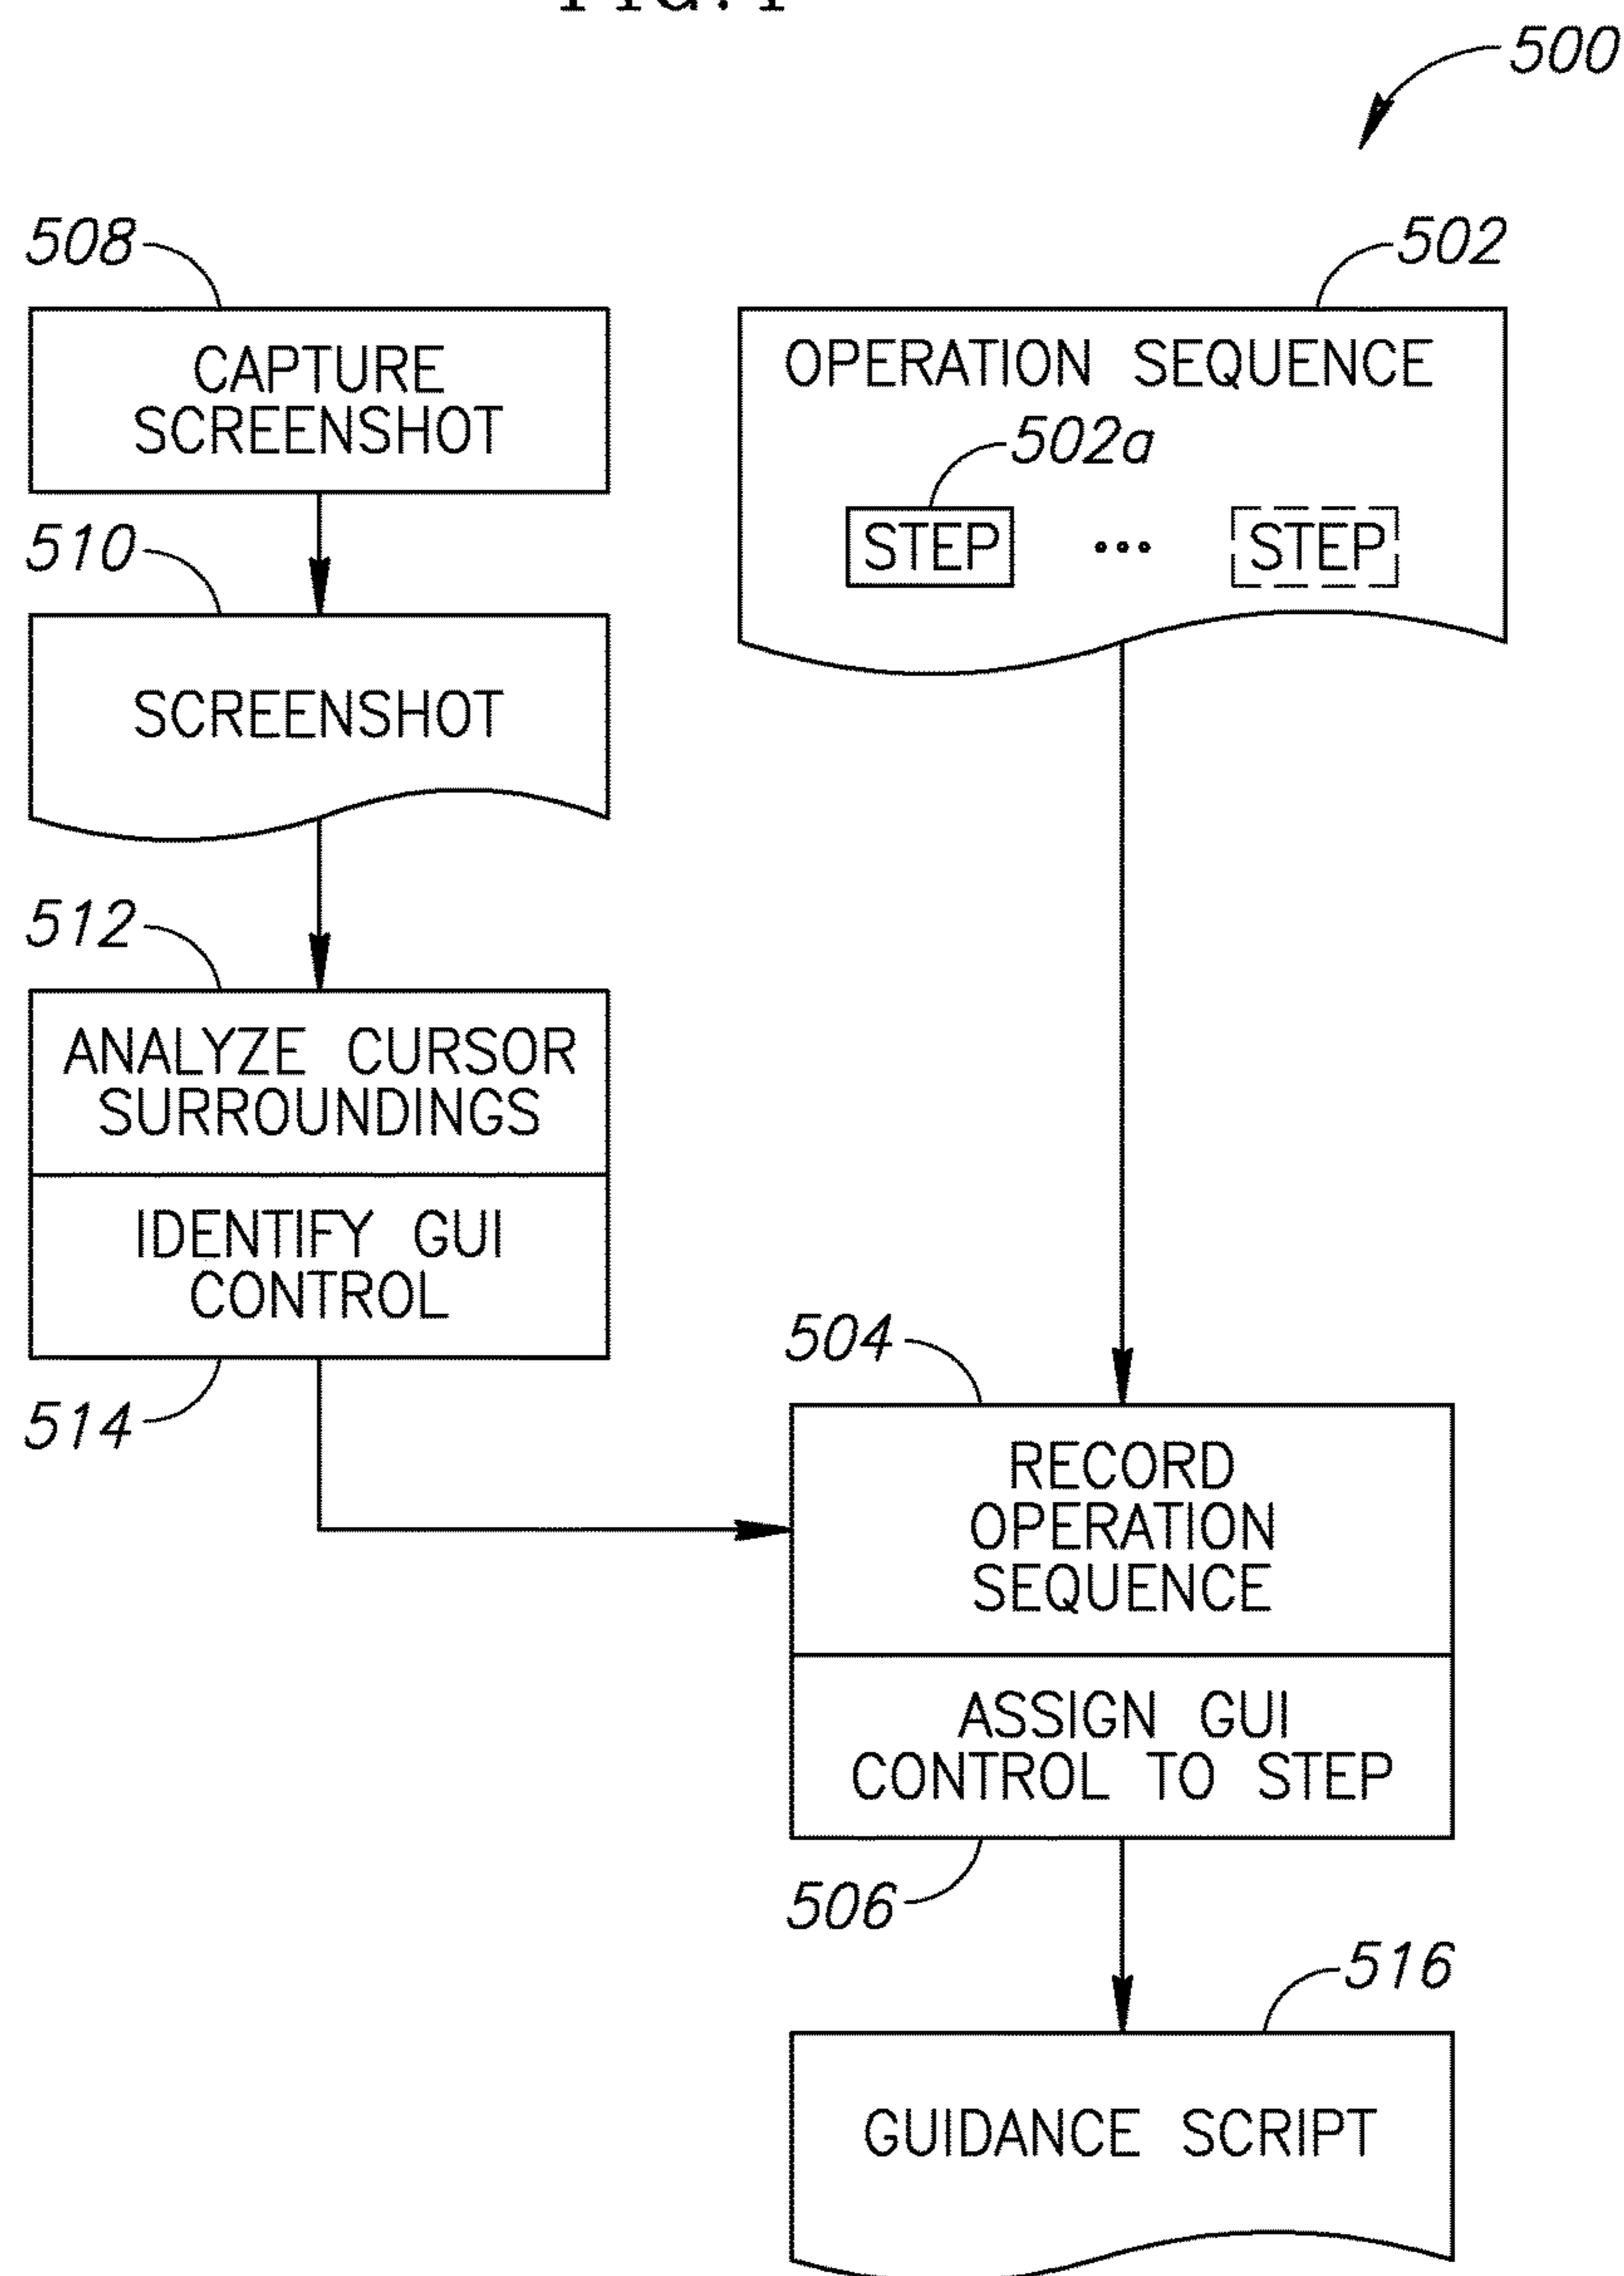 500
508
CAPTURE
SCREENSHOT
510
SCREENSHOT
512
ANALYZE CURSOR
SURROUNDINGS
IDENTIFY GUI
CONTROL
514
502
OPERATION SEQUENCE
502a
STEP ... STEP
504
RECORD
OPERATION
SEQUENCE
ASSIGN GUI
CONTROL TO STEP
506
516
GUIDANCE SCRIPT